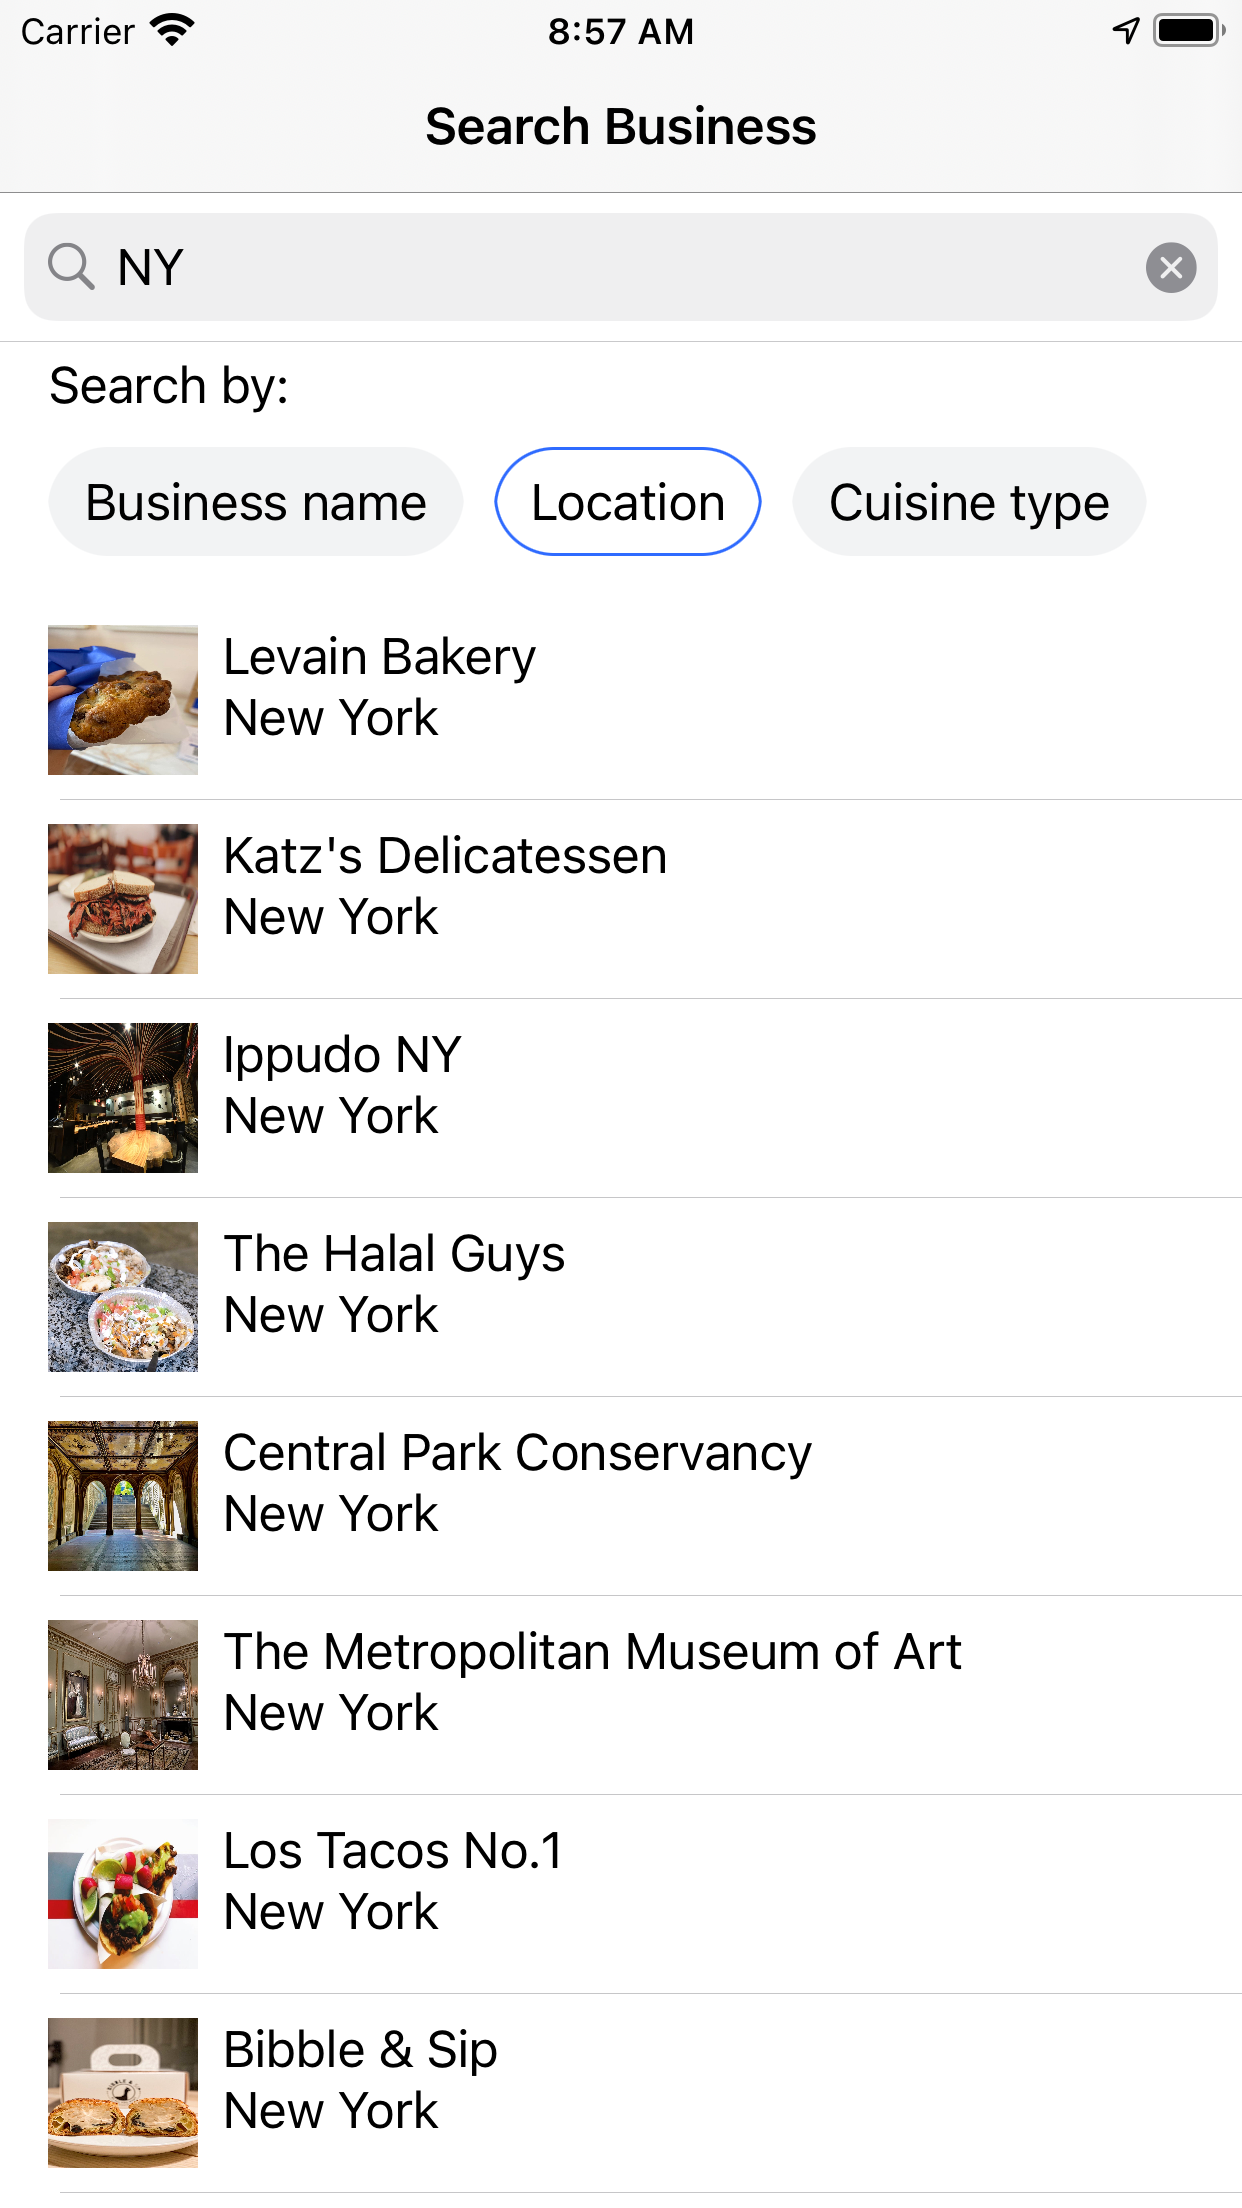 Carrier 8:57 AM
Search Business
NY
Search by:
Business name Location Cuisine type
Levain Bakery
New York
Katz's Delicatessen
New York
Ippudo NY
New York
The Halal Guys
New York
Central Park Conservancy
New York
The Metropolitan Museum of Art
New York
Los Tacos No.1
New York
Bibble & Sip
New York